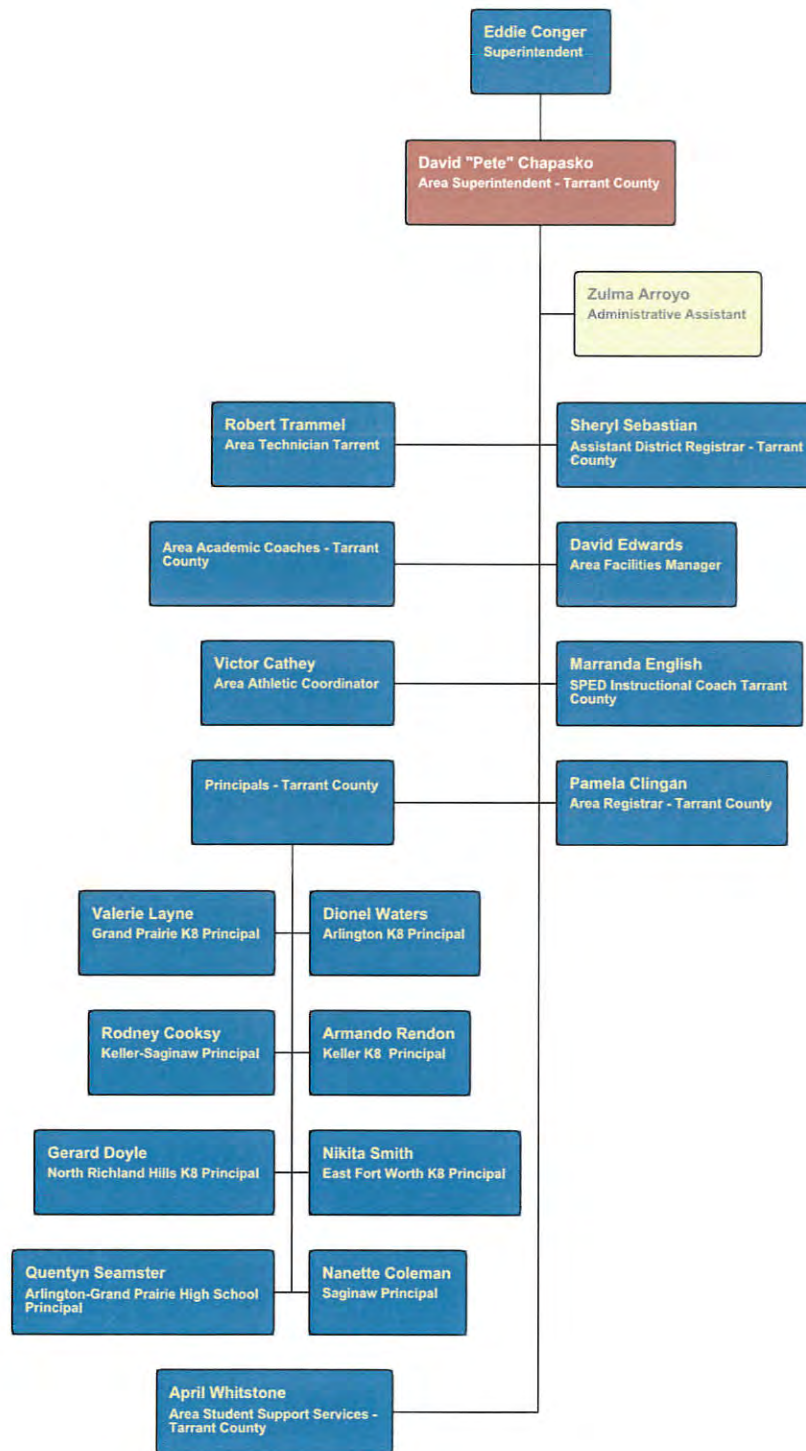 Eddie Conger
Superintendent
David "Pete" Chapasko
Area Superintendent - Tarrant County
Zulma Arroyo
Administrative Assistant
Robert Trammel
Area Technician Tarrent
Sheryl Sebastian
Assistant District Registrar - Tarrant
County
Area Academic Coaches - Tarrant
County
David Edwards
Area Facilities Manager
Victor Cathey
Area Athletic Coordinator
Marranda English
SPED Instructional Coach Tarrant
County
Principals - Tarrant County
Pamela Clingan
Area Registrar - Tarrant County
Valerie Layne
Grand Prairie K8 Principal
Dionel Waters
Arlington K8 Principal
Rodney Cooksy
Keller-Saginaw Principal
Armando Rendon
Keller K8 Principal
Gerard Doyle
North Richland Hills K8 Principal
Nikita Smith
East Fort Worth K8 Principal
Quentyn Seamster
Arlington-Grand Prairie High School
Principal
Nanette Coleman
Saginaw Principal
April Whitstone
Area Student Support Services -
Tarrant County